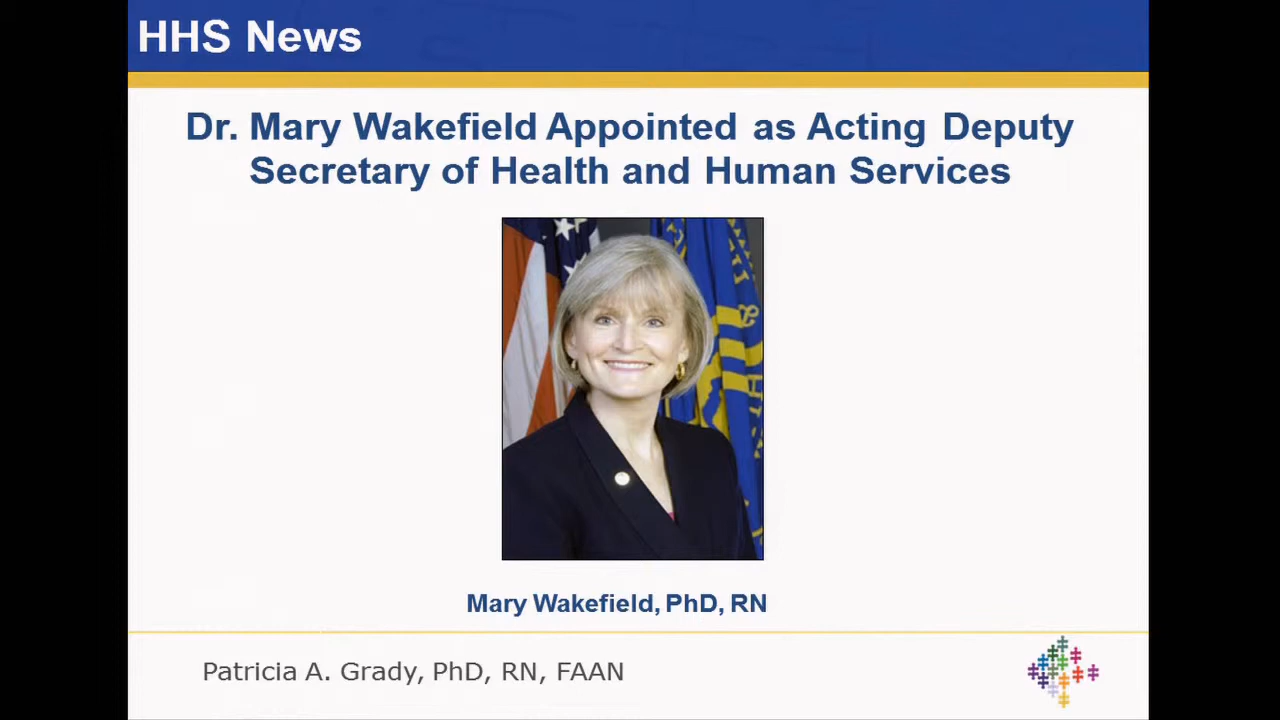 HHS News
Dr. Mary Wakefield Appointed as Acting Deputy
Secretary of Health and Human Services
Mary Wakefield, PhD, RN
Patricia A. Grady, PhD, RN, FAAN